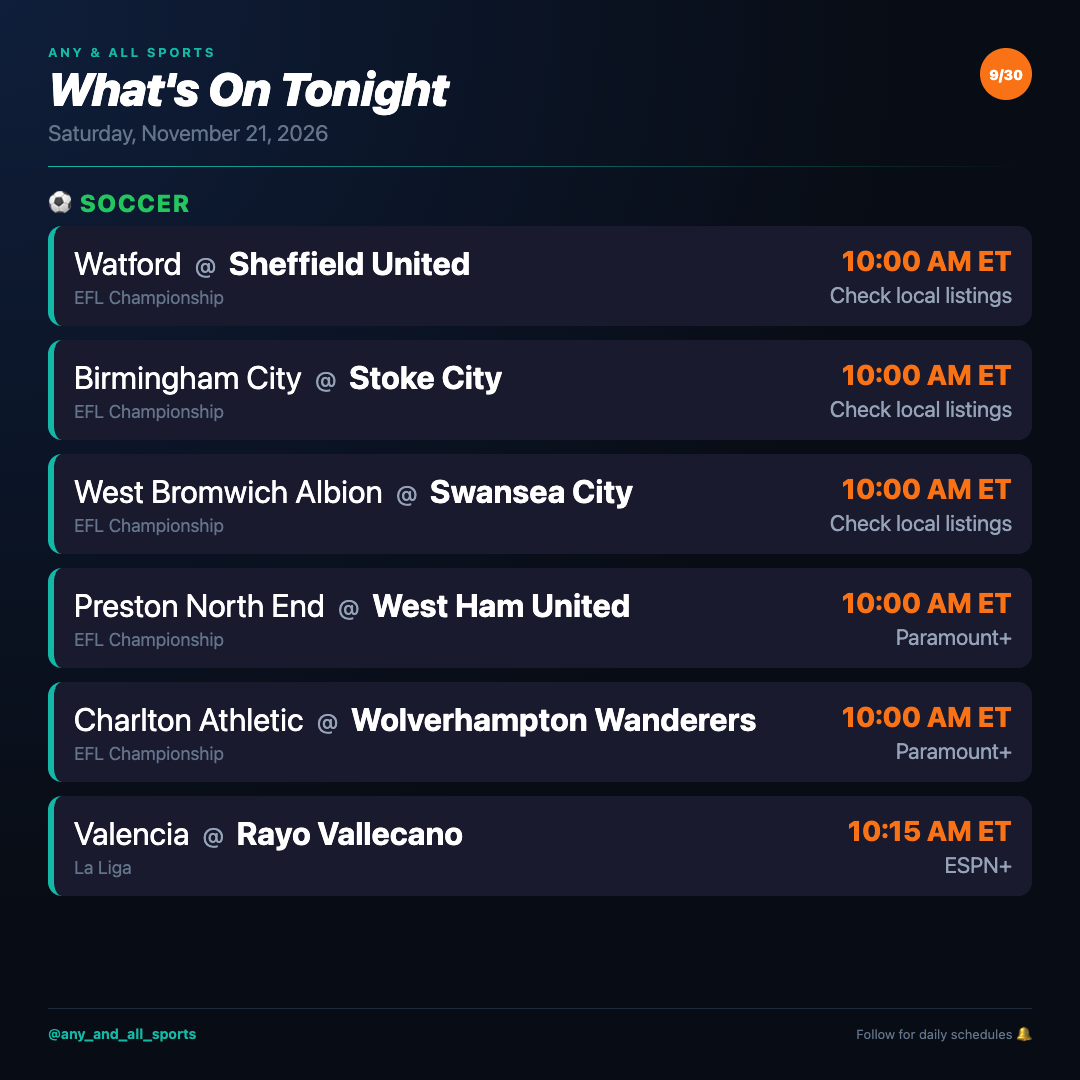 ANY & ALL SPORTS
What's On Tonight
9/30
Saturday, November 21, 2026
⚽ SOCCER
Watford @ Sheffield United
10:00 AM ET
EFL Championship
Check local listings
Birmingham City @ Stoke City
10:00 AM ET
EFL Championship
Check local listings
West Bromwich Albion @ Swansea City
10:00 AM ET
EFL Championship
Check local listings
Preston North End @ West Ham United
10:00 AM ET
EFL Championship
Paramount+
Charlton Athletic @ Wolverhampton Wanderers
10:00 AM ET
EFL Championship
Paramount+
Valencia @ Rayo Vallecano
10:15 AM ET
La Liga
ESPN+
@any_and_all_sports
Follow for daily schedules 🔔